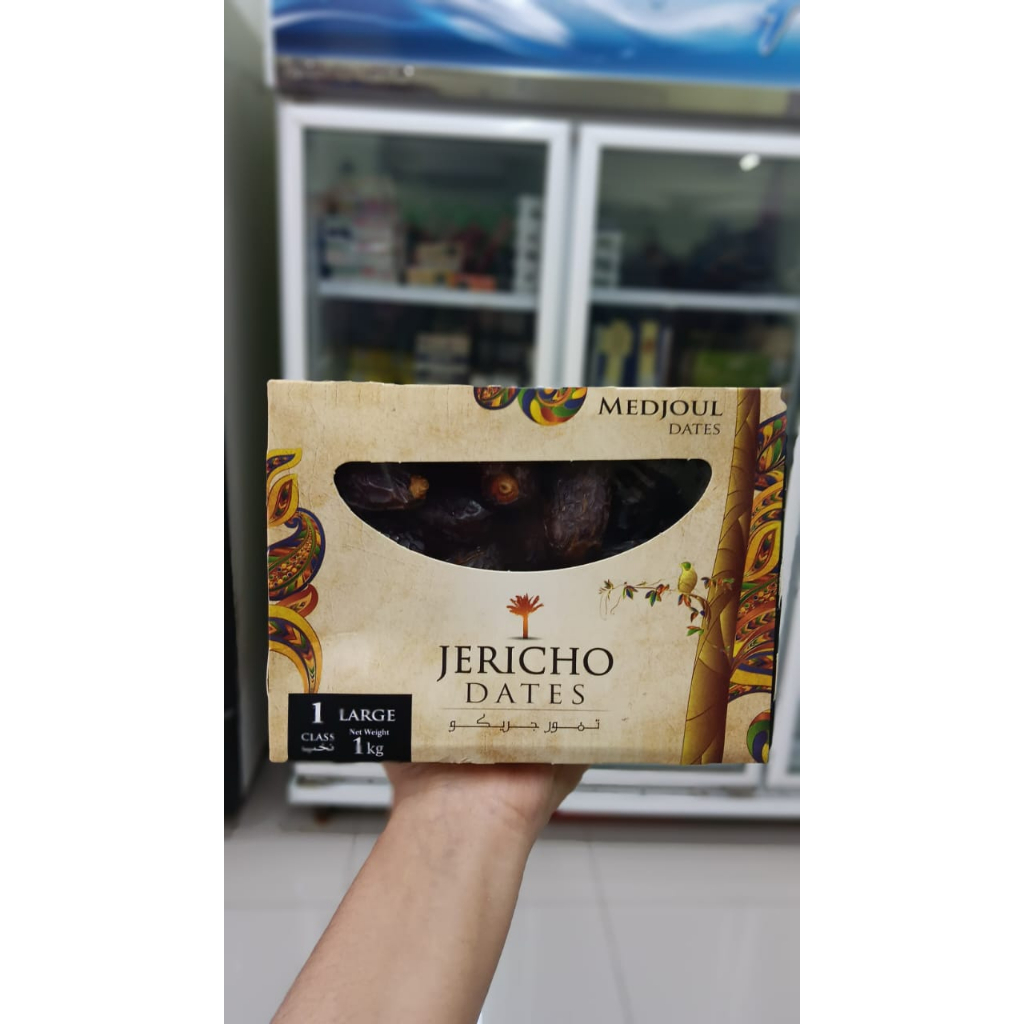 MEDJOUL
DATES
JERICHO
DATES
تمور جريكو
1 LARGE
CLASS Net Weight
1kg